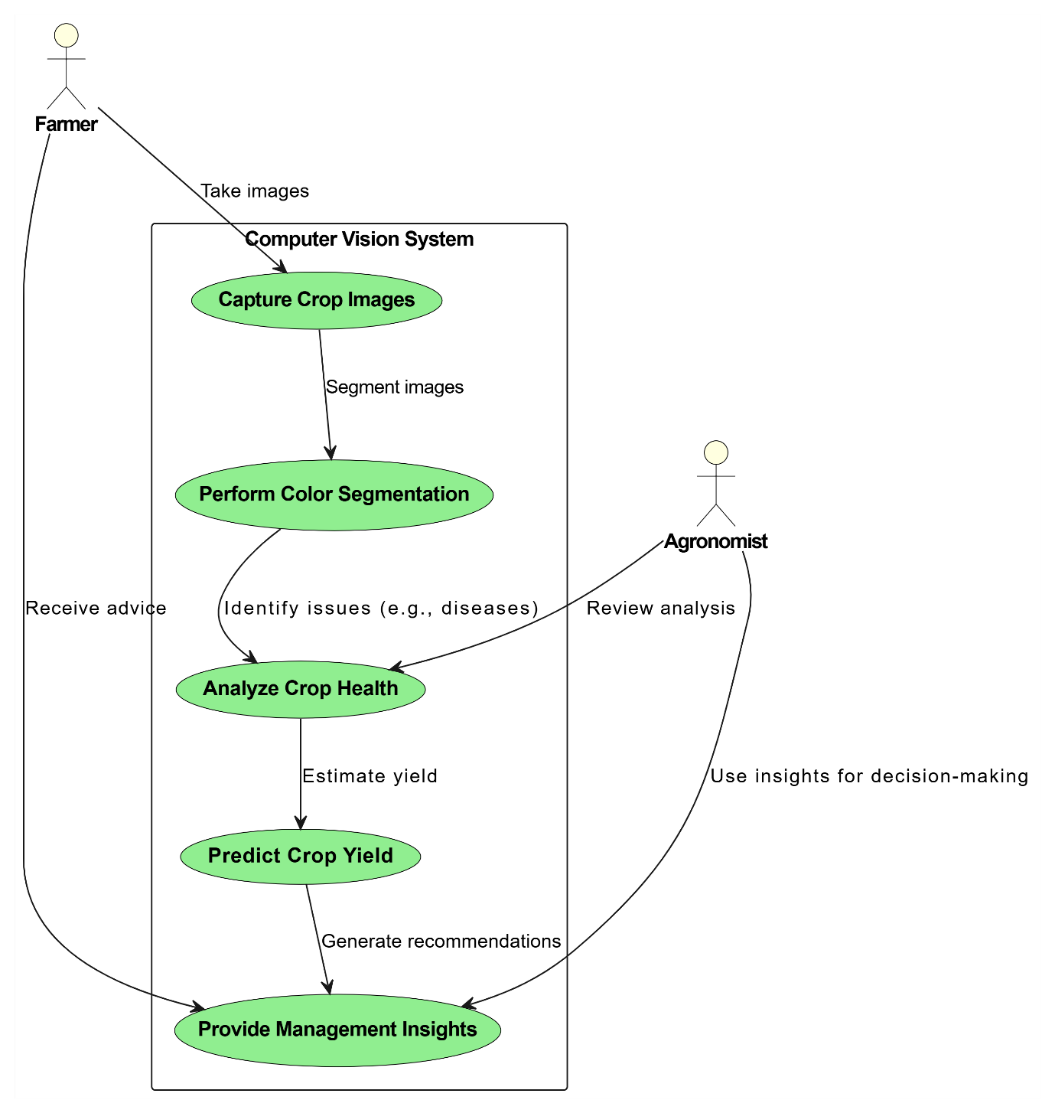 Farmer
Take images
Computer Vision System
Capture Crop Images
Segment images
Perform Color Segmentation
Agronomist
Receive advice
Identify issues (e.g., diseases)
Review analysis
Analyze Crop Health
Estimate yield
Use insights for decision-making
Predict Crop Yield
Generate recommendations
Provide Management Insights